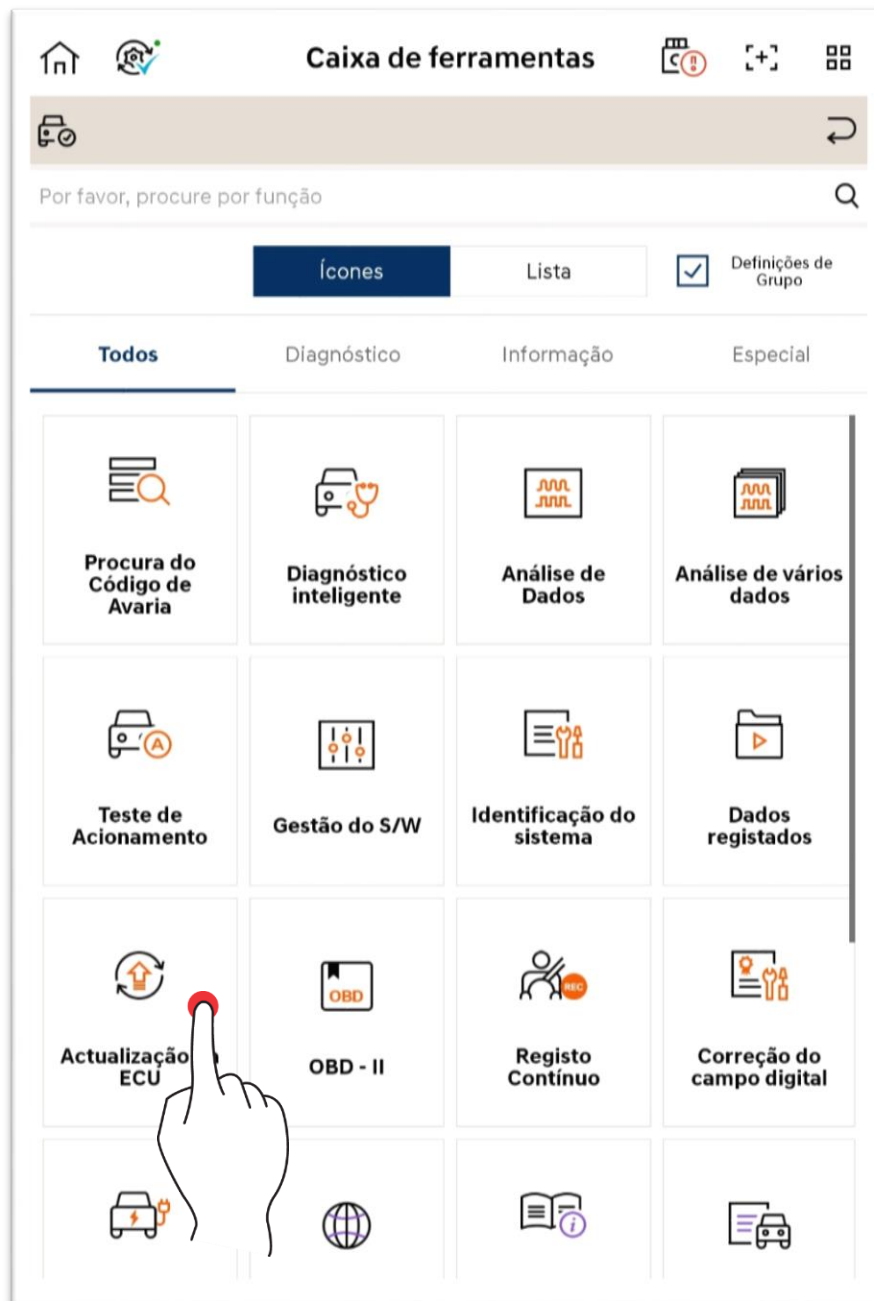 Caixa de ferramentas
Por favor, procure por função
Ícones
Lista
Definições de
Grupo
Todos
Diagnóstico
Informação
Especial
Procura do
Código de
Avaria
Diagnóstico
inteligente
Análise de
Dados
Análise de vários
dados
Teste de
Acionamento
Gestão do S/W
Identificação do
sistema
Dados
registados
A
Actualização
ECU
OBD
OBD - II
REC
Registo
Contínuo
Correção do
campo digital